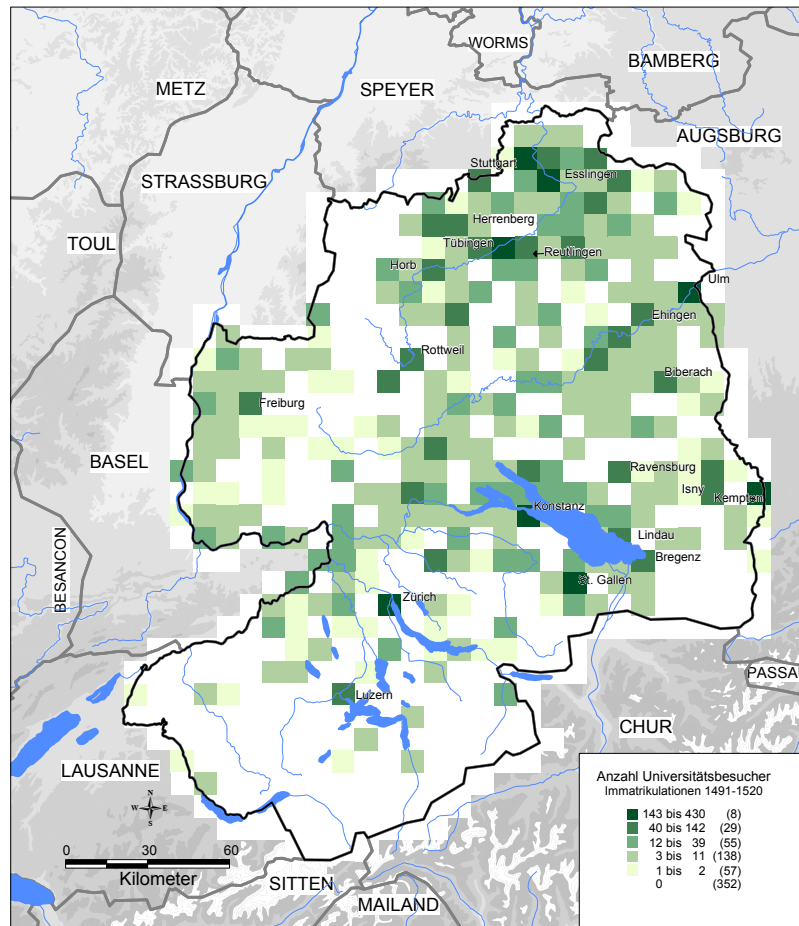 WORMS
BAMBERG
METZ
SPEYER
AUGSBURG
Stuttgart
Esslingen
STRASSBURG
Herrenberg
TOUL
Tübingen
Reutlingen
Horb
Ulm
Ehingen
Rottweil
Biberach
Freiburg
BASEL
Ravensburg
Isny
Kempten
Konstanz
Lindau
Bregenz
BESANCON
St. Gallen
Zürich
PASSA
Luzern
CHUR
LAUSANNE
N
W E
S
0 30 60
Kilometer
SITTEN
MAILAND
Anzahl Universitätsbesucher
Immatrikulationen 1491-1520
143 bis 430 (8)
40 bis 142 (29)
12 bis 39 (55)
3 bis 11 (138)
1 bis 2 (57)
0 (352)